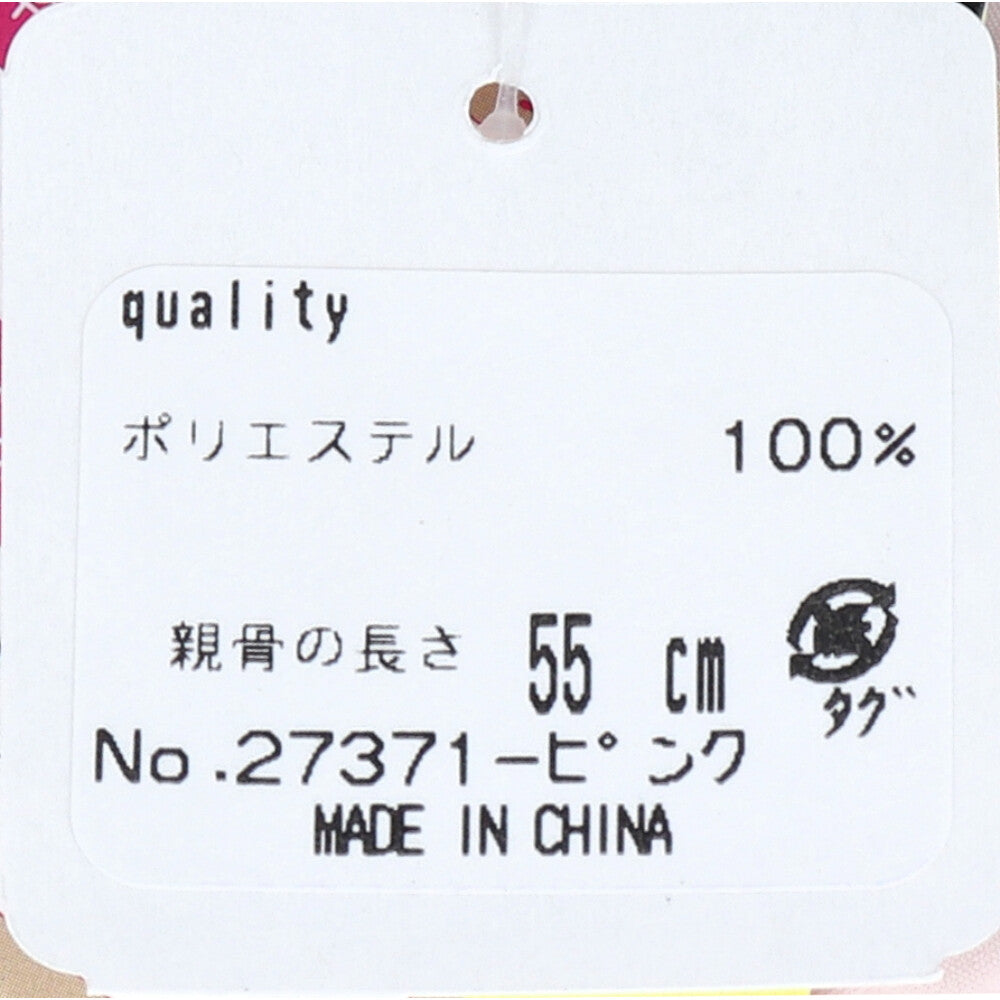 quality
ポリエステル 100%
親骨の長さ 55 cm
タグ
No.27371-ピンク
MADE IN CHINA